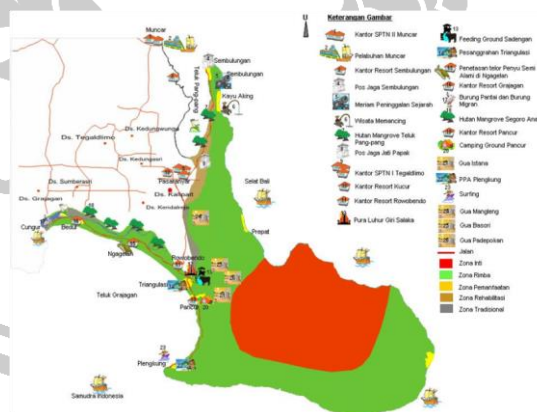 Keterangan Gambar
U
Kantor SPTN II Muncar
Pelabuhan Muncar
Kantor Resort Sembulungan
Pos Jaga Sembulungan
Meriam Peninggalan Sejarah
Wisata Memancing
Hutan Mangrove Teluk Pang-pang
Pos Jaga Jati Papak
Kantor SPTN I Tegaldlimo
Kantor Resort Kucur
Kantor Resort Rowobendo
Pura Luhur Giri Salaka
Feeding Ground Sadengan
Pesanggrahan Triangulasi
Penetasan telor Penyu Semi
Alami di Ngagelan
Kantor Resort Grajagan
Burung Pantai dan Burung
Migran
Hutan Mangrove Segoro Ana
Kantor Resort Pancur
Camping Ground Pancur
Gua Istana
PPA Plengkung
Surfing
Gua Mangleng
Gua Basori
Gua Padepokan
Jalan
Zona Inti
Zona Rimba
Zona Pemanfaatan
Zona Rehabilitasi
Zona Tradisional
Muncar
Sembulungan
Sembulungan
Kayu Aking
Teluk Pangpang
Ds. Tegaldlimo
Ds. Kedungwungu
Ds. Kedungasri
Ds. Sumberasri
Pasaranyar
Ds. Kalipait
Ds. Grajagan
Ds. Kendalrejo
Selat Bali
Cungur
Bedul
Ngagelan
Prepat
Rowobendo
Triangulasi
Teluk Grajagan
Pancur
Plengkung
Samudra Indonesia